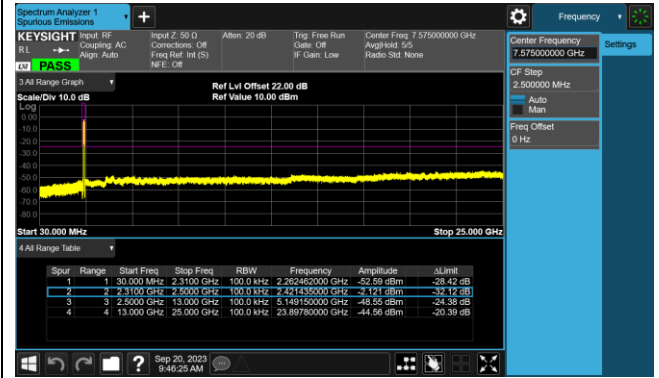 Spectrum Analyzer 1
Spurious Emissions
Frequency
KEYSIGHT Input: RF Input Z: 50 Ω Atten: 20 dB Trig: Free Run Center Freq: 7.575000000 GHz
RL Coupling: AC Corrections: Off Gate: Off Avg|Hold: 5/5
Align: Auto Freq Ref: Int (S) IF Gain: Low Radio Std: None
LXI PASS NFE: Off
Center Frequency
7.575000000 GHz
Settings
CF Step
2.500000 MHz
Auto
Man
Freq Offset
0 Hz
3 All Range Graph
Ref Lvl Offset 22.00 dB
Scale/Div 10.0 dB Ref Value 10.00 dBm
Log
0.00
-10.0
-20.0
-30.0
-40.0
-50.0
-60.0
-70.0
-80.0
Start 30.000 MHz Stop 25.000 GHz
4 All Range Table
Spur Range Start Freq Stop Freq RBW Frequency Amplitude ΔLimit
1 1 30.000 MHz 2.3100 GHz 100.0 kHz 2.262462000 GHz -52.59 dBm -28.42 dB
2 2 2.3100 GHz 2.5000 GHz 100.0 kHz 2.421435000 GHz -2.121 dBm -32.12 dB
3 3 2.5000 GHz 13.000 GHz 100.0 kHz 5.149150000 GHz -48.55 dBm -24.38 dB
4 4 13.000 GHz 25.000 GHz 100.0 kHz 23.89780000 GHz -44.56 dBm -20.39 dB
Sep 20, 2023
9:46:25 AM